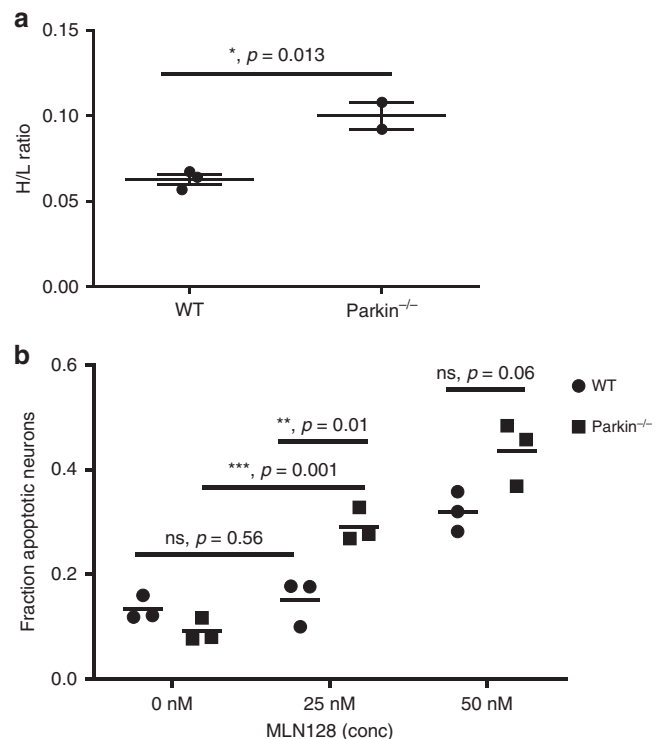 a
0.15
*, p = 0.013
0.10
H/L ratio
0.05
0.00
WT
Parkin–/–
b
0.6
ns, p = 0.06
WT
Parkin–/–
**, p = 0.01
0.4
***, p = 0.001
Fraction apoptotic neurons
ns, p = 0.56
0.2
0.0
0 nM
25 nM
50 nM
MLN128 (conc)